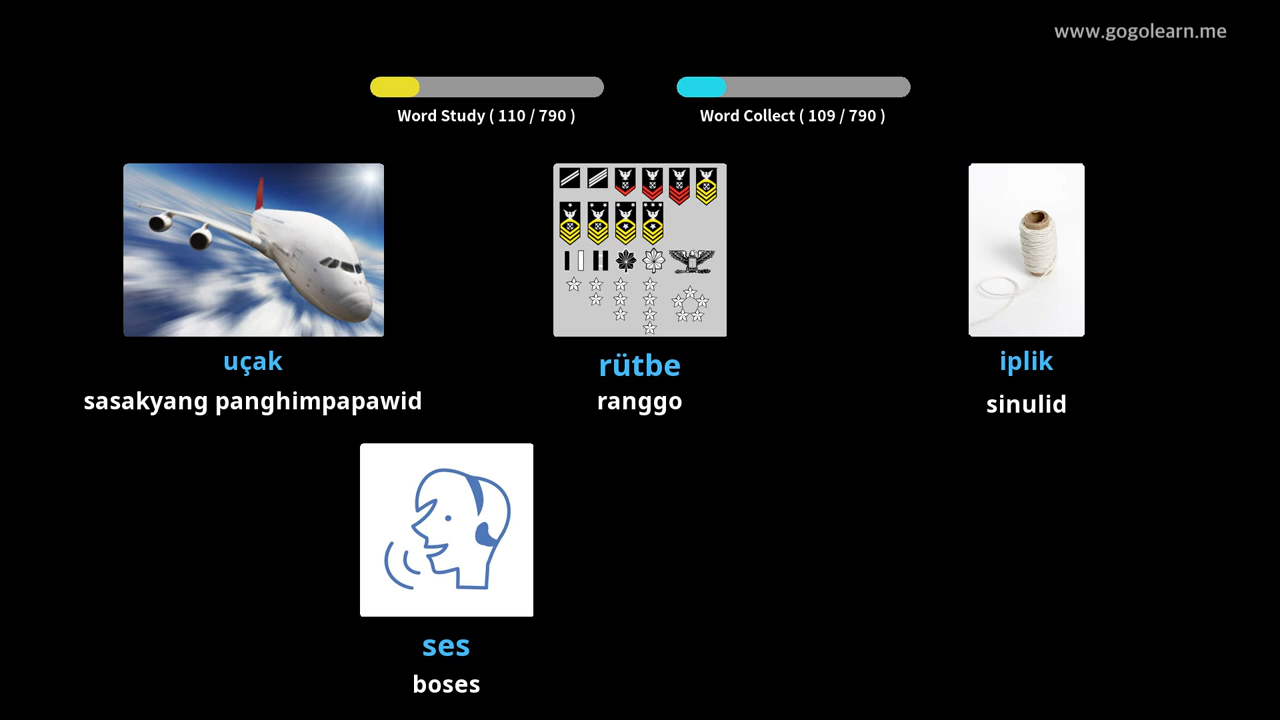 www.gogolearn.me
Word Study ( 110 / 790 )
Word Collect ( 109 / 790 )
uçak
rütbe
iplik
sasakyang panghimpapawid
ranggo
sinulid
ses
boses